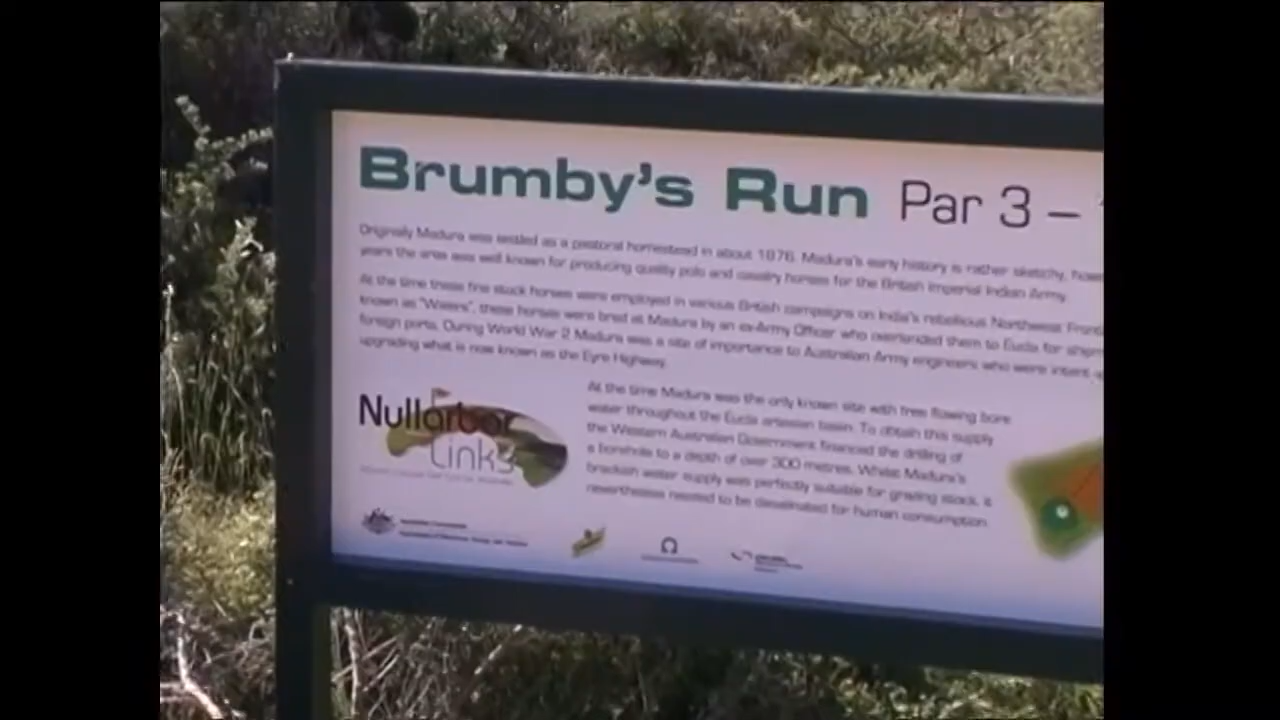 Brumby's Run Par 3 –
Originally Madura was settled as a pastoral homestead in about 1876. Madura's early history is rather sketchy,
years the area was well known for producing quality polo and cavalry horses for the British Imperial Indian Army.
At the time these fine stock horses were employed in various British campaigns on India's rebellious Northwest
known as "Walers", these horses were bred at Madura by an ex-Army Officer who overlanded them to Eucla for
foreign ports. During World War 2 Madura was a site of importance to Australian Army engineers who were intent
upgrading what is now known as the Eyre Highway.
At the time Madura was the only known site with free flowing bore
water throughout the Eucla artesian basin. To obtain this supply
the Western Australian Government financed the drilling of
a borehole to a depth of over 300 metres. Whilst Madura's
brackish water supply was perfectly suitable for grazing stock, it
nevertheless needed to be desalinated for human consumption.
Nullarbor
Links